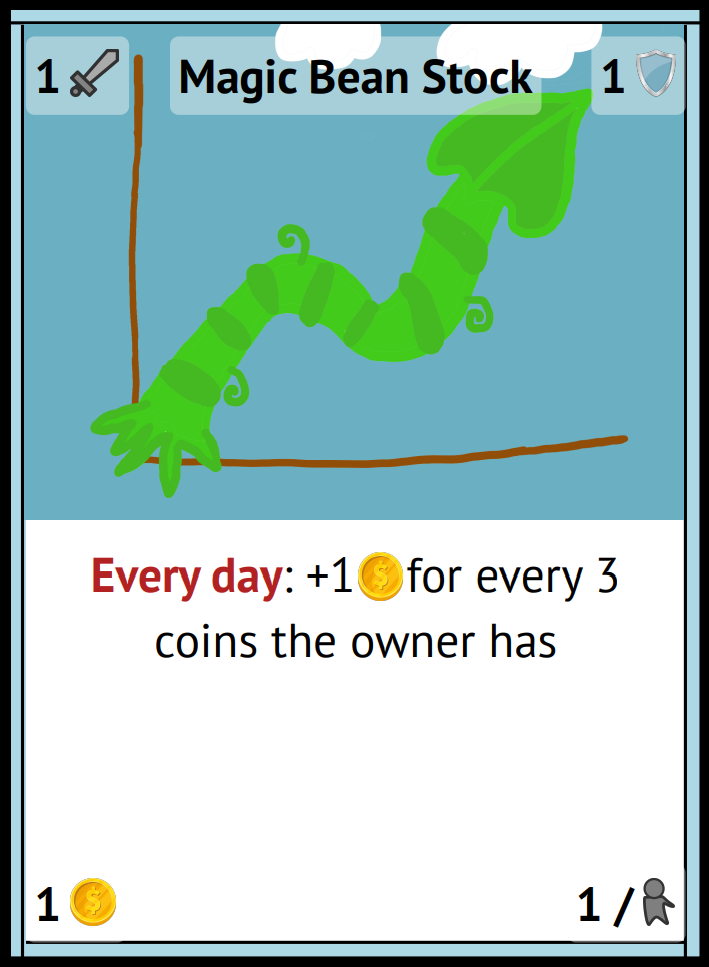 1 Magic Bean Stock 1
Every day: +1 for every 3
coins the owner has
1 1 /